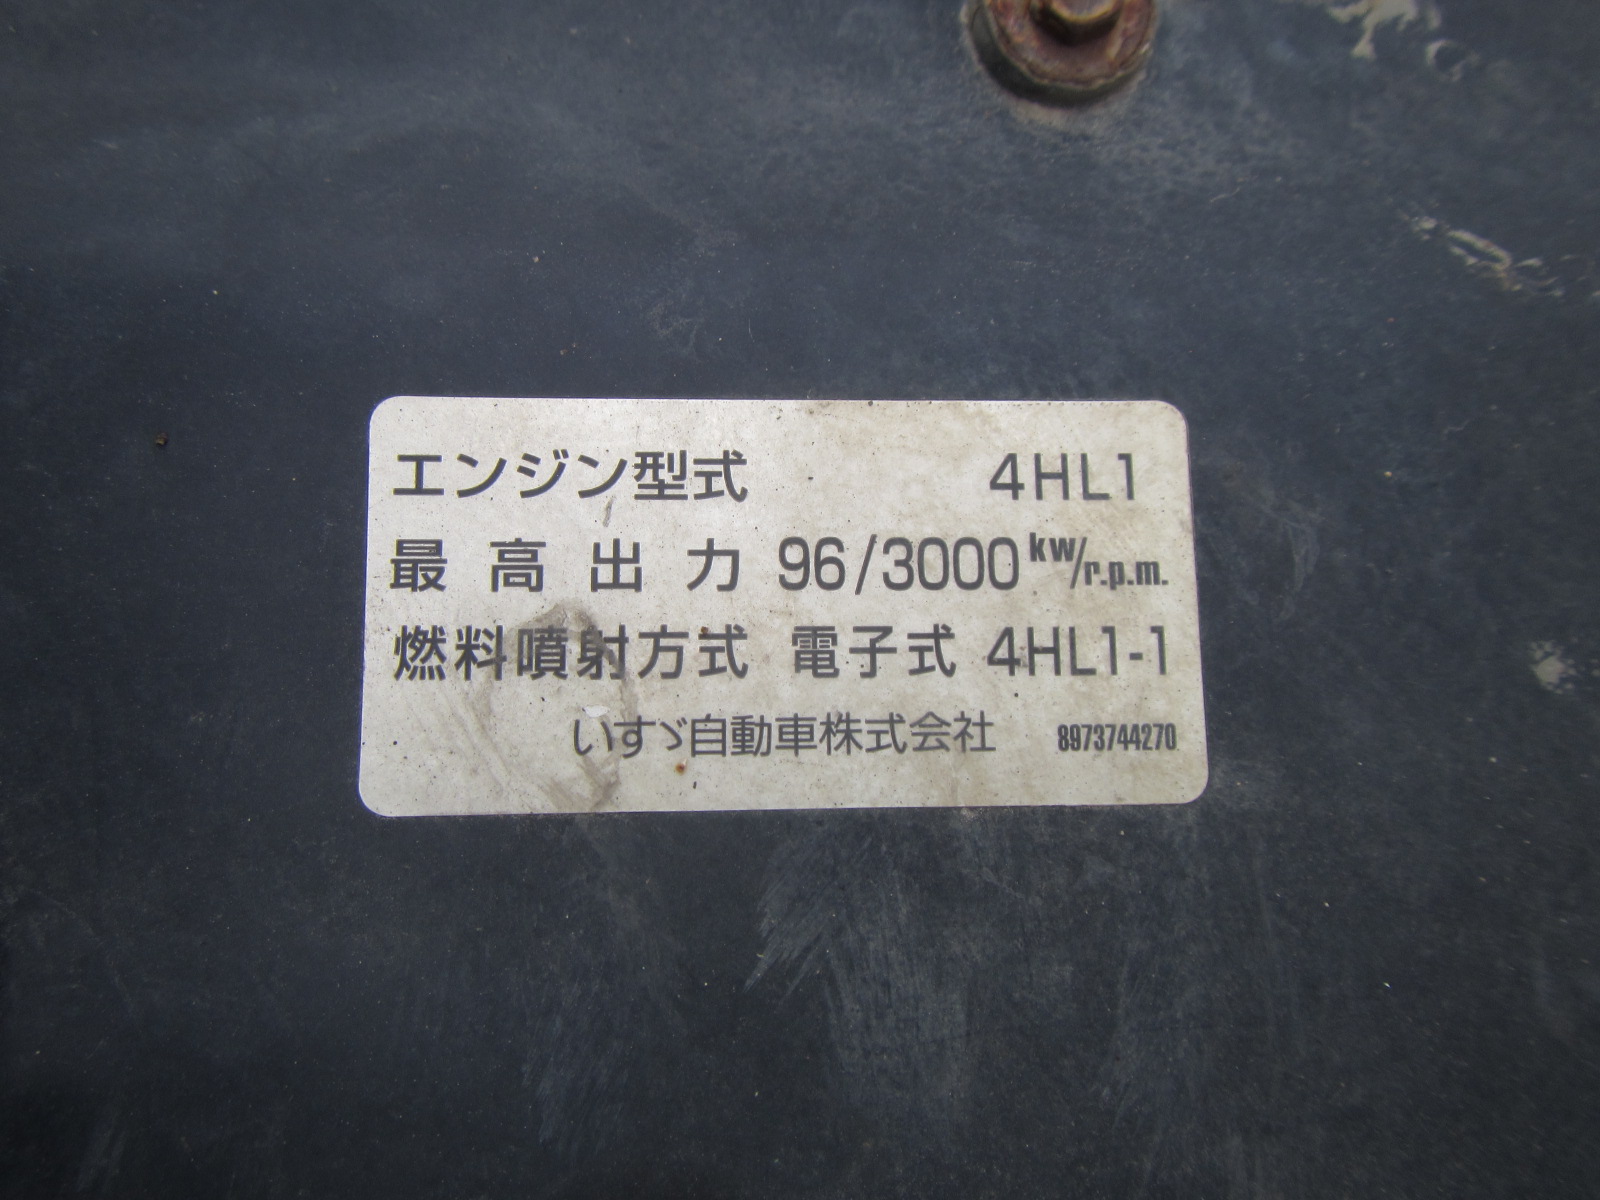 エンジン型式 4HL1
最高出力 96/3000 kw/r.p.m.
燃料噴射方式 電子式 4HL1-1
いすゞ自動車株式会社 8973744270